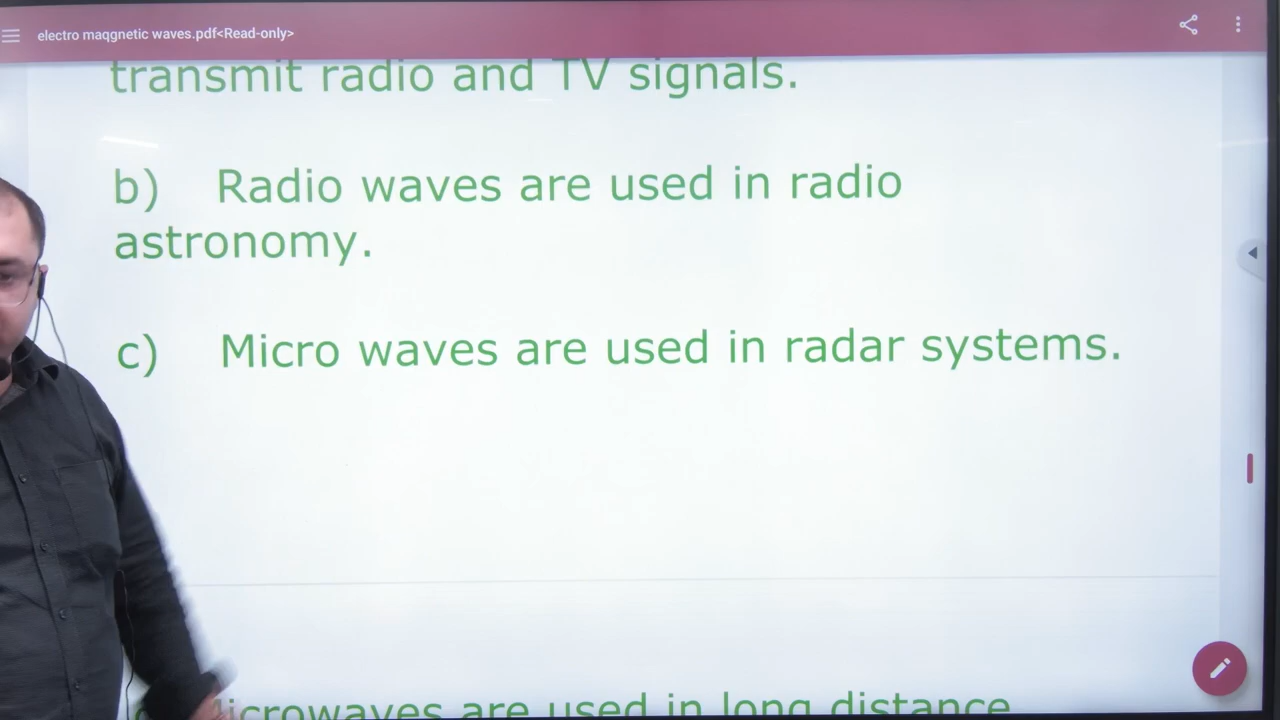 electro maqgnetic waves.pdf<Read-only>
transmit radio and TV signals.
b) Radio waves are used in radio
astronomy.
c) Micro waves are used in radar systems.
are used in long distance